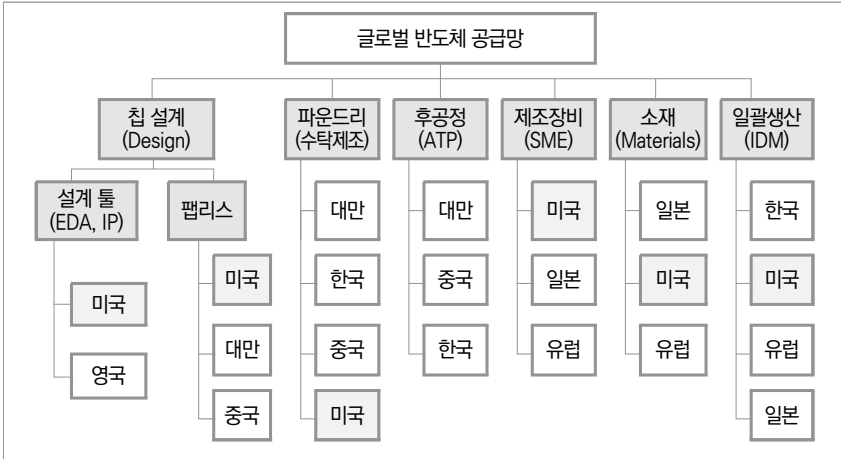 글로벌 반도체 공급망
칩 설계
(Design)
파운드리
(수탁제조)
후공정
(ATP)
제조장비
(SME)
소재
(Materials)
일괄생산
(IDM)
설계 툴
(EDA, IP)
팹리스
미국
영국
미국
대만
중국
대만
한국
중국
미국
대만
중국
한국
미국
일본
유럽
일본
미국
유럽
한국
미국
유럽
일본